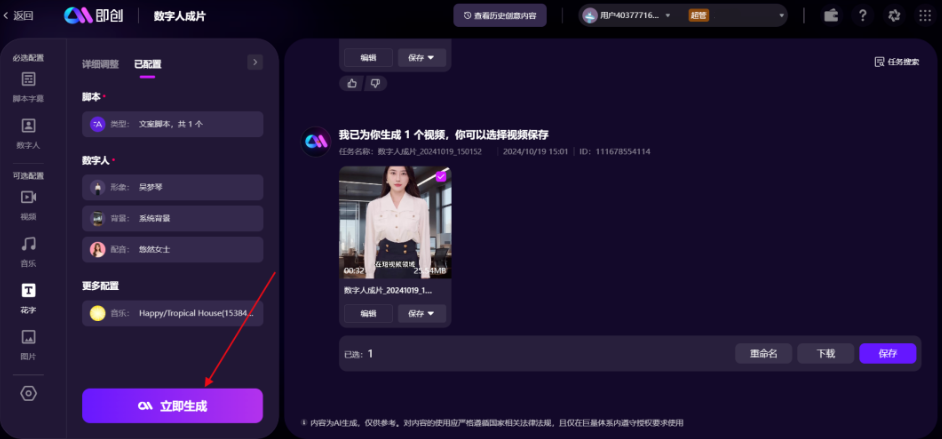 返回
即创
数字人成片
查看历史创意内容
用户40377716...
超管
必选配置
脚本字幕
数字人
可选配置
视频
音乐
花字
图片
详细调整
已配置
脚本
类型：
文案脚本，共 1 个
数字人
形象：
吴梦琴
背景：
系统背景
配音：
悠然女士
更多配置
音乐：
Happy/Tropical House(15384...
立即生成
编辑
保存
任务搜索
我已为你生成 1 个视频，你可以选择视频保存
任务名称：数字人成片_20241019_150152
2024/10/19 15:01
ID：111678554114
在短视频领域
00:32
25.54MB
数字人成片_20241019_1...
编辑
保存
已选：1
重命名
下载
保存
内容为AI生成，仅供参考。对内容的使用应严格遵循国家相关法律法规，且仅在巨量体系内遵守授权要求使用